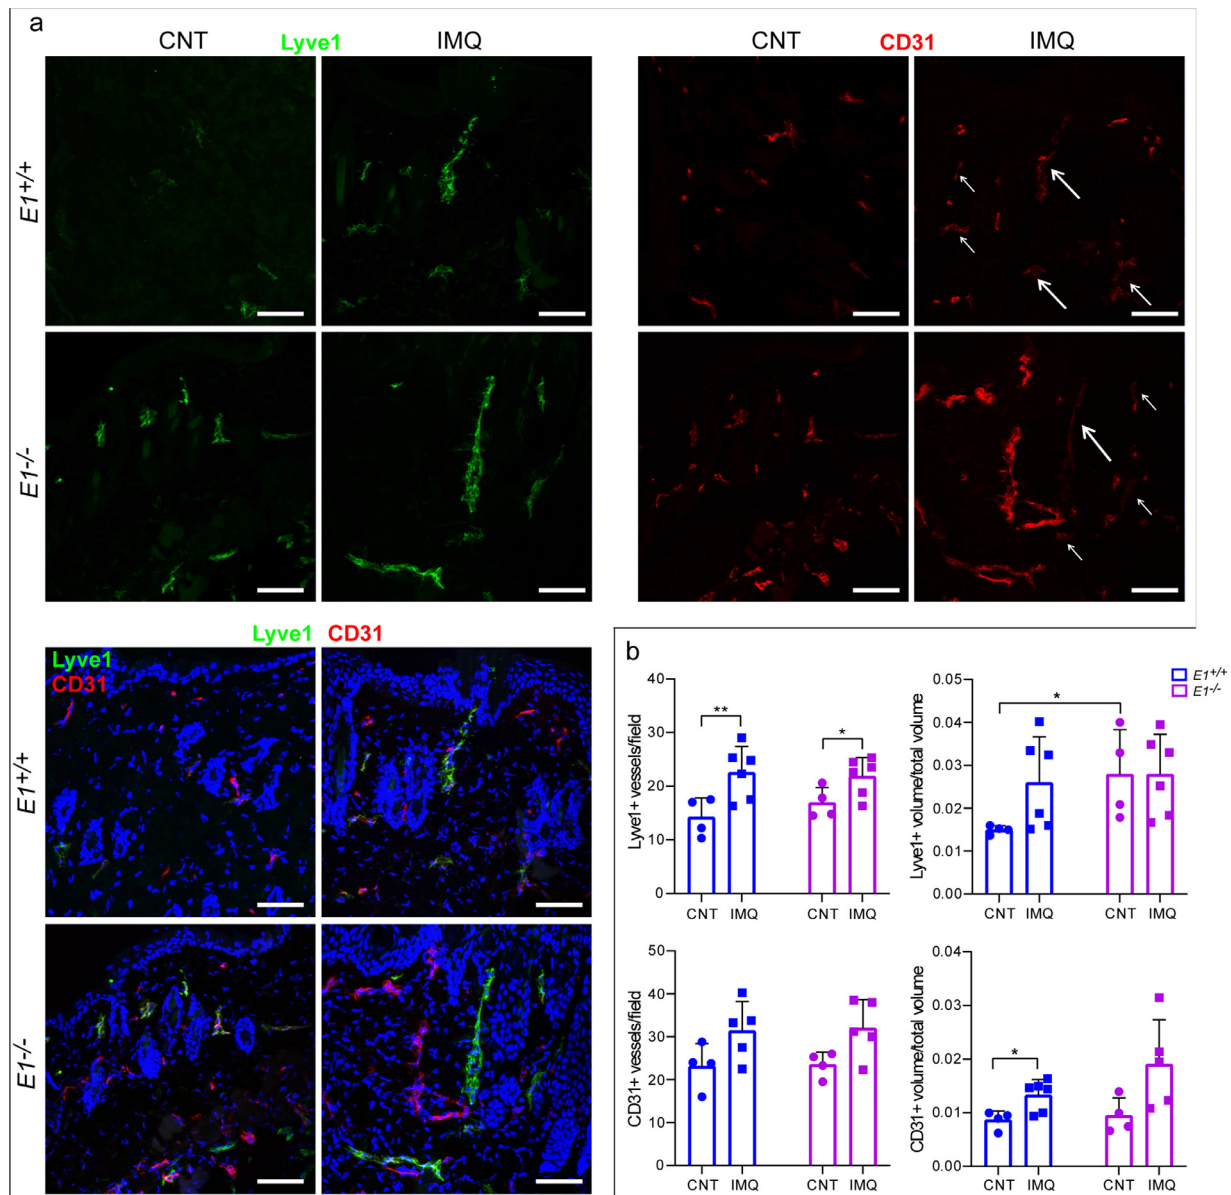 a
CNT Lyve1 IMQ
CNT CD31 IMQ
E1+/+
E1-/-
Lyve1 CD31
Lyve1
CD31
E1+/+
E1-/-
b
E1+/+
E1-/-
Lyve1+ vessels/field
40
30
20
10
0
**
*
CNT IMQ CNT IMQ
Lyve1+ volume/total volume
0.05
0.04
0.03
0.02
0.01
0.00
*
CNT IMQ CNT IMQ
CD31+ vessels/field
50
40
30
20
10
0
CNT IMQ CNT IMQ
CD31+ volume/total volume
0.04
0.03
0.02
0.01
0.00
*
CNT IMQ CNT IMQ